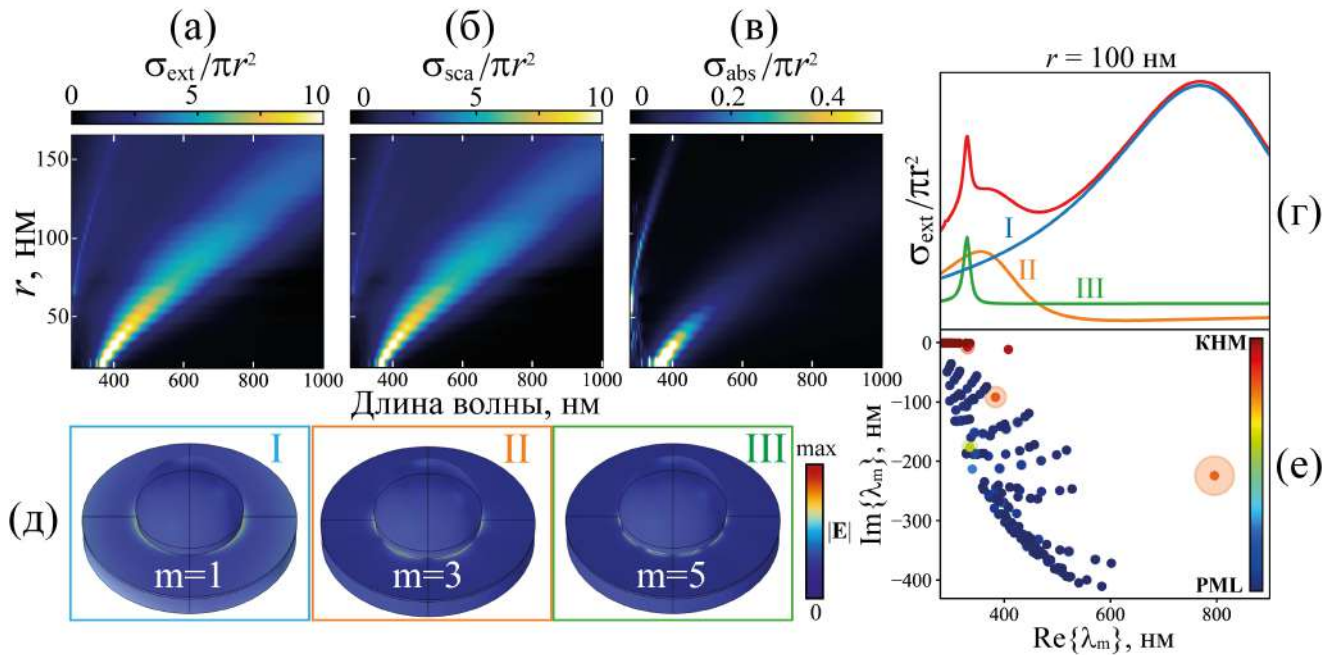 (а)
σext/πr²
0 5 10
(б)
σsca/πr²
0 5 10
(в)
σabs/πr²
0 0.2 0.4
r, нм
150
100
50
400 600 800 1000
400 600 800 1000
400 600 800 1000
Длина волны, нм
r = 100 нм
σext/πr²
I
II
III
(г)
(д)
I
m=1
II
m=3
III
m=5
max
|E|
0
Im{λm}, нм
0
−100
−200
−300
−400
КНМ
PML
400 600 800
Re{λm}, нм
(е)